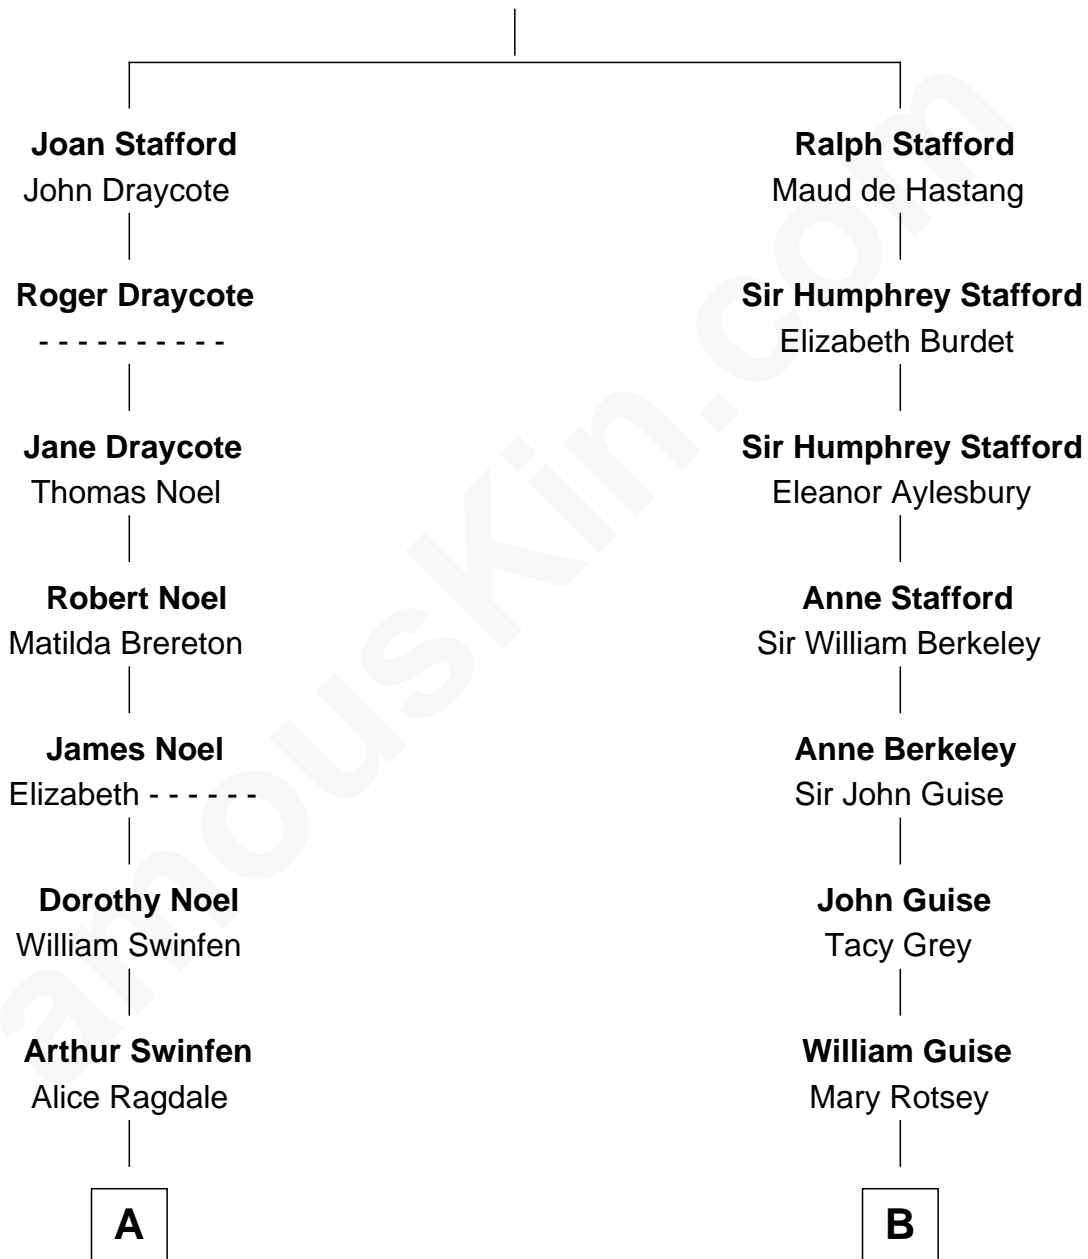 Joan Stafford
John Draycote
Roger Draycote
- - - - - - - - - -
Jane Draycote
Thomas Noel
Robert Noel
Matilda Brereton
James Noel
Elizabeth - - - - - -
Dorothy Noel
William Swinfen
Arthur Swinfen
Alice Ragdale
A
Ralph Stafford
Maud de Hastang
Sir Humphrey Stafford
Elizabeth Burdet
Sir Humphrey Stafford
Eleanor Aylesbury
Anne Stafford
Sir William Berkeley
Anne Berkeley
Sir John Guise
John Guise
Tacy Grey
William Guise
Mary Rotsey
B
amousKin.com